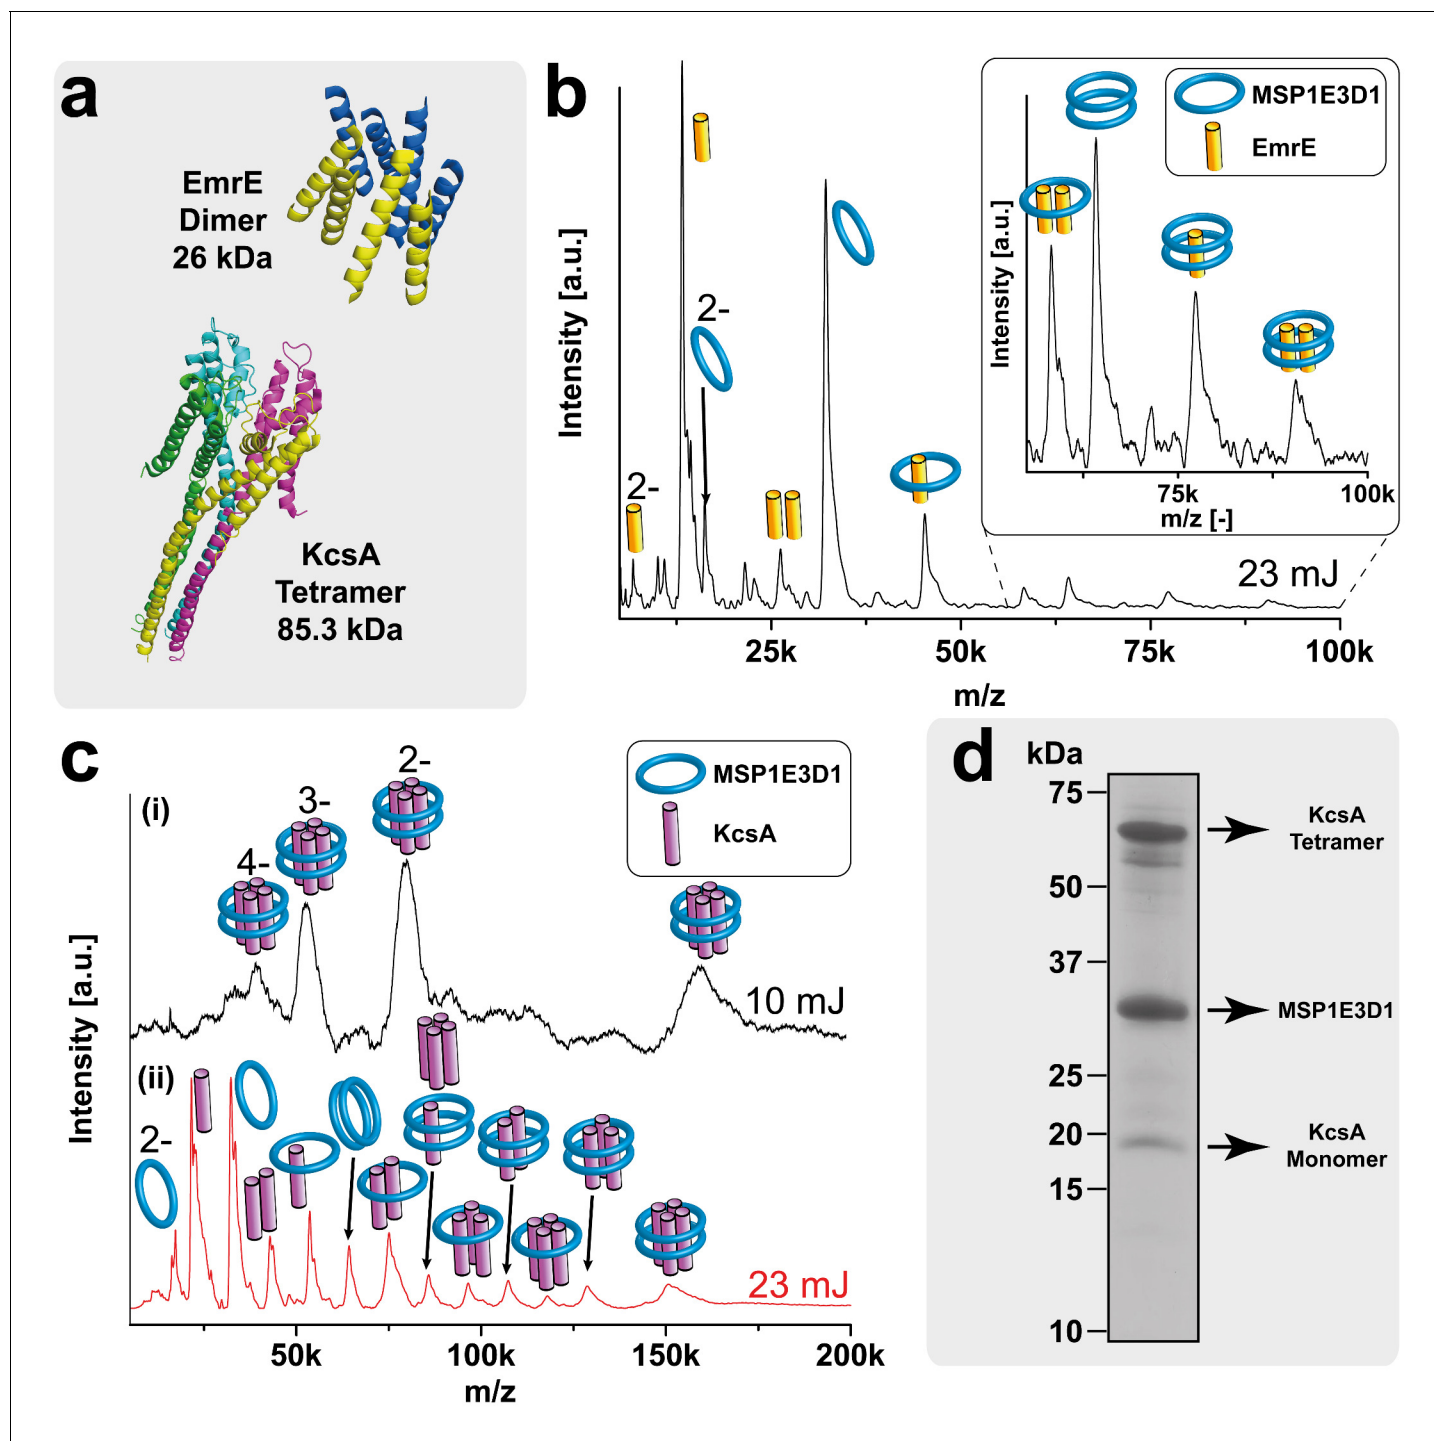 a
EmrE
Dimer
26 kDa
KcsA
Tetramer
85.3 kDa
b
Intensity [a.u.]
2-
2-
25k
50k
75k
100k
m/z
23 mJ
MSP1E3D1
EmrE
Intensity [a.u.]
75k
100k
m/z [-]
c
(i)
4-
3-
2-
MSP1E3D1
KcsA
10 mJ
Intensity [a.u.]
(ii)
2-
23 mJ
50k
100k
150k
200k
m/z
d
kDa
75
50
37
25
20
15
10
KcsA
Tetramer
MSP1E3D1
KcsA
Monomer